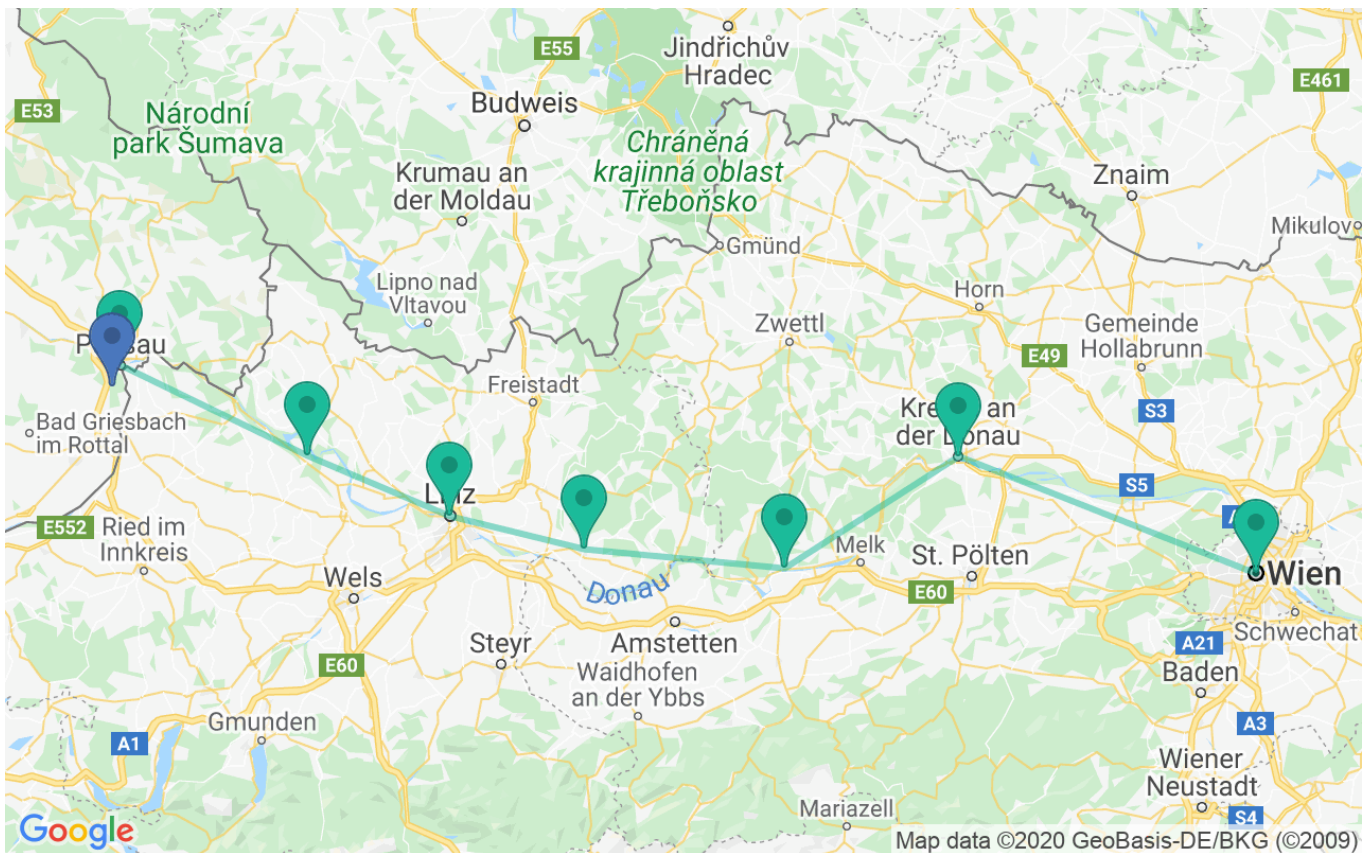 E55
Jindřichův
Hradec
E461
E53
Národní
park Šumava
Budweis
Chráněná
krajinná oblast
Třeboňsko
Krumau an
der Moldau
Znaim
Mikulov
Gmünd
Lipno nad
Vltavou
Horn
Zwettl
Gemeinde
Hollabrunn
E49
Freistadt
Bad Griesbach
im Rottal
S3
der Donau
S5
Linz
E552
Ried im
Innkreis
Melk
St. Pölten
Wien
Wels
Donau
E60
Schwechat
Steyr
Amstetten
A21
E60
Waidhofen
an der Ybbs
Baden
Gmunden
A1
A3
Wiener
Neustadt
Mariazell
S4
Google
Map data ©2020 GeoBasis-DE/BKG (©2009)